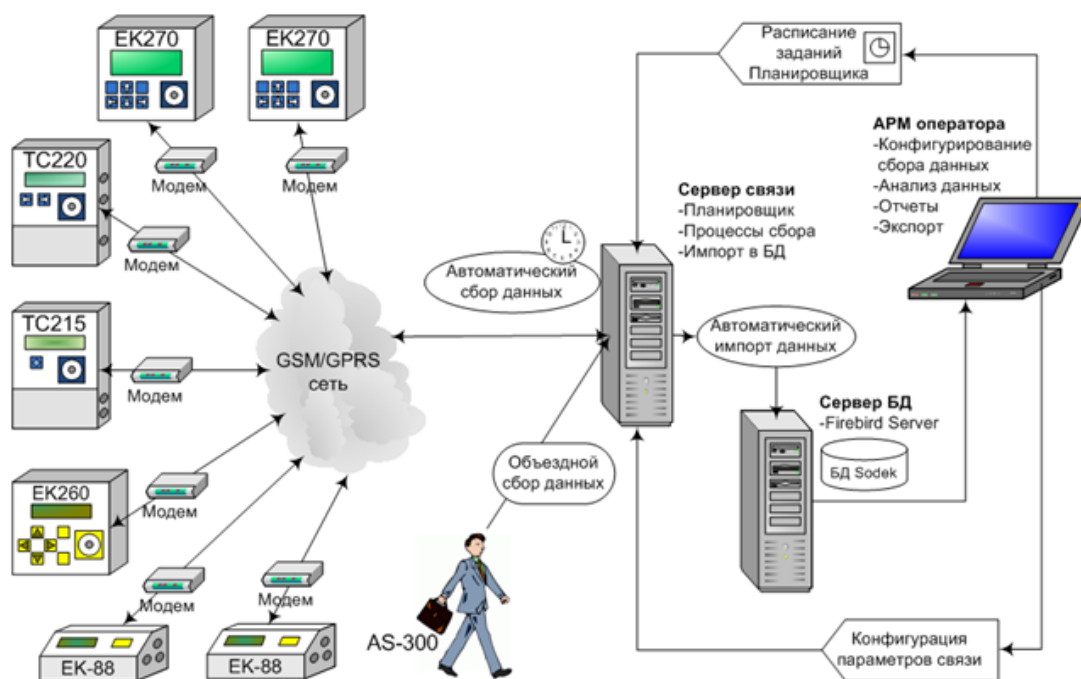 EK270
EK270
Модем
Модем
TC220
Модем
TC215
Модем
EK260
Модем
Модем
Модем
EK-88
EK-88
GSM/GPRS
сеть
Автоматический
сбор данных
Объездной
сбор данных
AS-300
Сервер связи
-Планировщик
-Процессы сбора
-Импорт в БД
Расписание
заданий
Планировщика
АРМ оператора
-Конфигурирование
сбора данных
-Анализ данных
-Отчеты
-Экспорт
Автоматический
импорт данных
Сервер БД
-Firebird Server
БД Sodek
Конфигурация
параметров связи